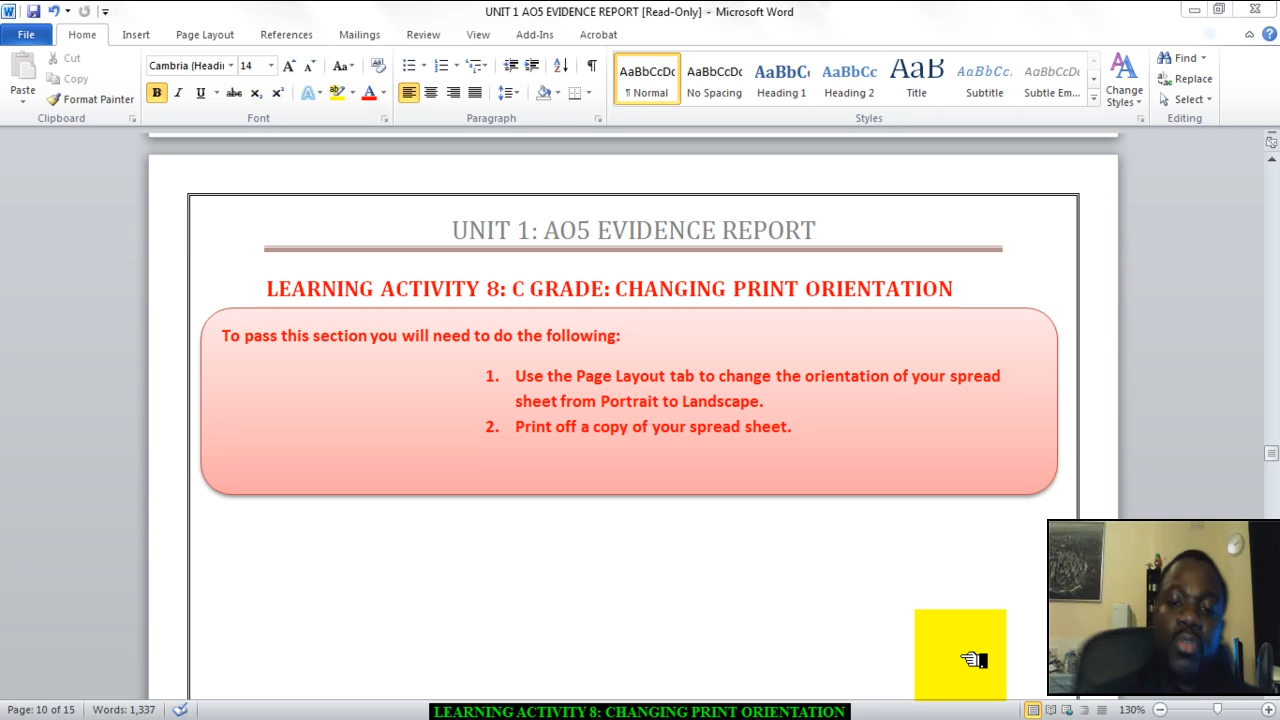 UNIT 1 AO5 EVIDENCE REPORT [Read-Only] - Microsoft Word
File Home Insert Page Layout References Mailings Review View Add-Ins Acrobat
Paste
Cut
Copy
Format Painter
Clipboard
Cambria (Headi 14
Font
Paragraph
AaBbCcDc AaBbCcDc AaBbCc AaBbCc AaB AaBbCc. AaBbCcDc
¶ Normal No Spacing Heading 1 Heading 2 Title Subtitle Subtle Em...
Styles
Change
Styles
Find
Replace
Select
Editing
UNIT 1: AO5 EVIDENCE REPORT
LEARNING ACTIVITY 8: C GRADE: CHANGING PRINT ORIENTATION
To pass this section you will need to do the following:
1. Use the Page Layout tab to change the orientation of your spread
sheet from Portrait to Landscape.
2. Print off a copy of your spread sheet.
Page: 10 of 15 Words: 1,337 LEARNING ACTIVITY 8: CHANGING PRINT ORIENTATION 130%